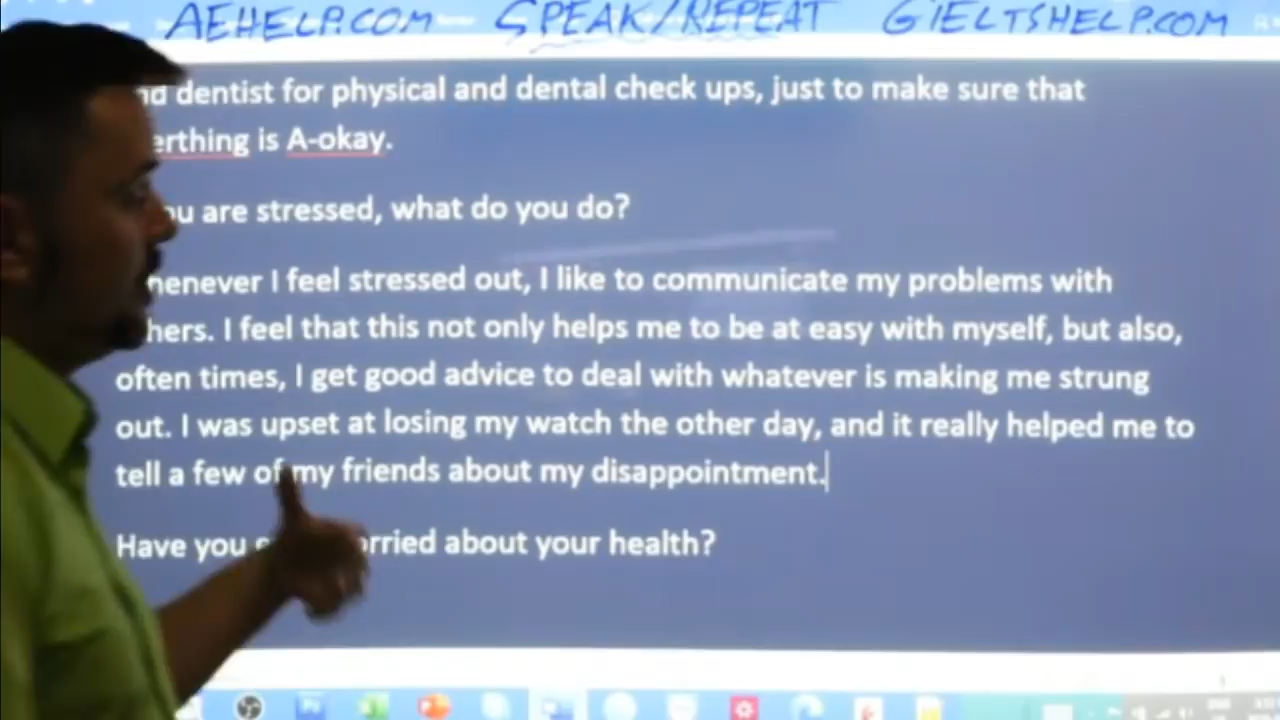 AEHELP.COM SPEAK/REPEAT GIELTSHELP.COM
dentist for physical and dental check ups, just to make sure that
is A-okay.
are stressed, what do you do?
I feel stressed out, I like to communicate my problems with
I feel that this not only helps me to be at easy with myself, but also,
often times, I get good advice to deal with whatever is making me strung
out. I was upset at losing my watch the other day, and it really helped me to
tell a few of my friends about my disappointment.
Have you about your health?